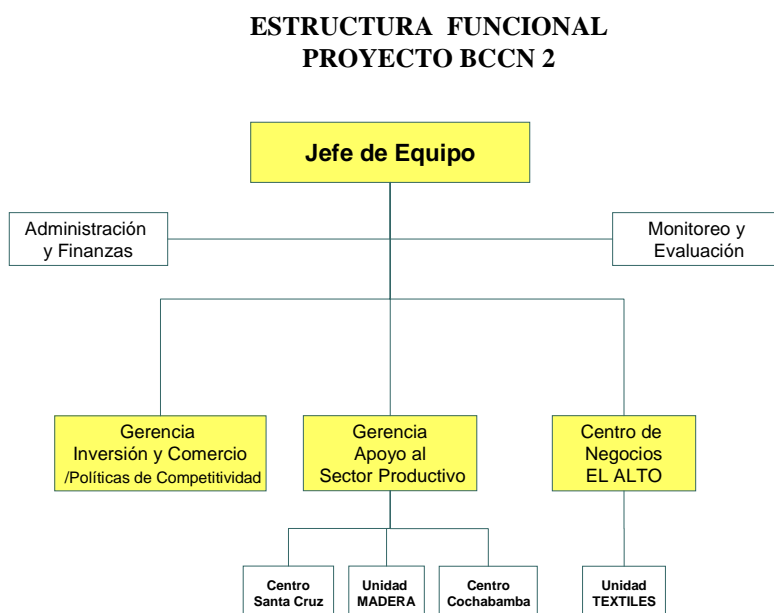 ESTRUCTURA FUNCIONAL
PROYECTO BCCN 2
Jefe de Equipo
Administración
y Finanzas
Monitoreo y
Evaluación
Gerencia
Inversión y Comercio
/Políticas de Competitividad
Gerencia
Apoyo al
Sector Productivo
Centro de
Negocios
EL ALTO
Centro
Santa Cruz
Unidad
MADERA
Centro
Cochabamba
Unidad
TEXTILES